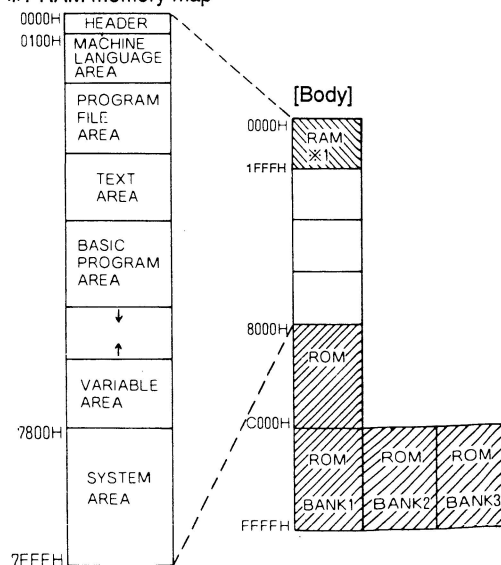 ※1 RAM memory map
0000H
HEADER
0100H
MACHINE
LANGUAGE
AREA
PROGRAM
FILE
AREA
TEXT
AREA
BASIC
PROGRAM
AREA
↓
↑
VARIABLE
AREA
7800H
SYSTEM
AREA
7FFFH
[Body]
0000H
RAM
※1
1FFFH
8000H
ROM
C000H
ROM
BANK1
ROM
BANK2
ROM
BANK3
FFFFH